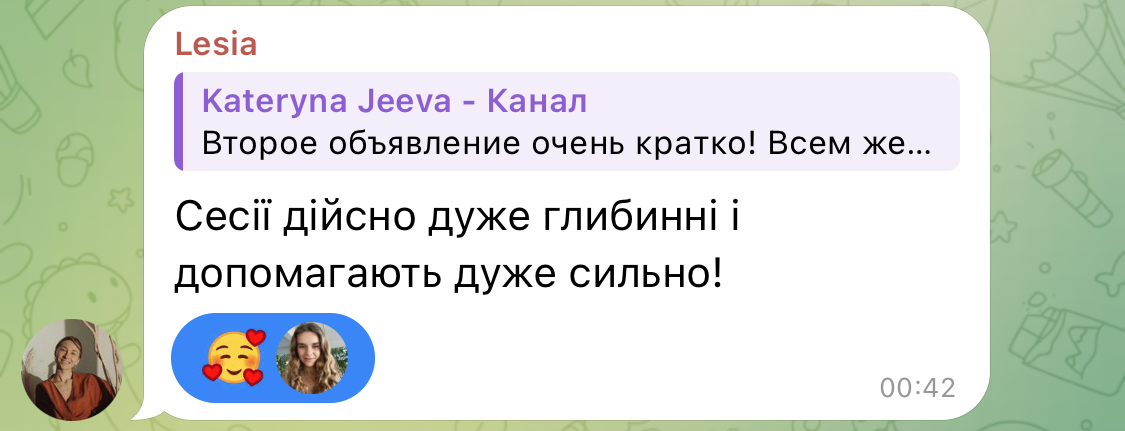 Lesia
Kateryna Jeeva - Канал
Второе объявление очень кратко! Всем же...
Сесії дійсно дуже глибинні і
допомагають дуже сильно!
00:42